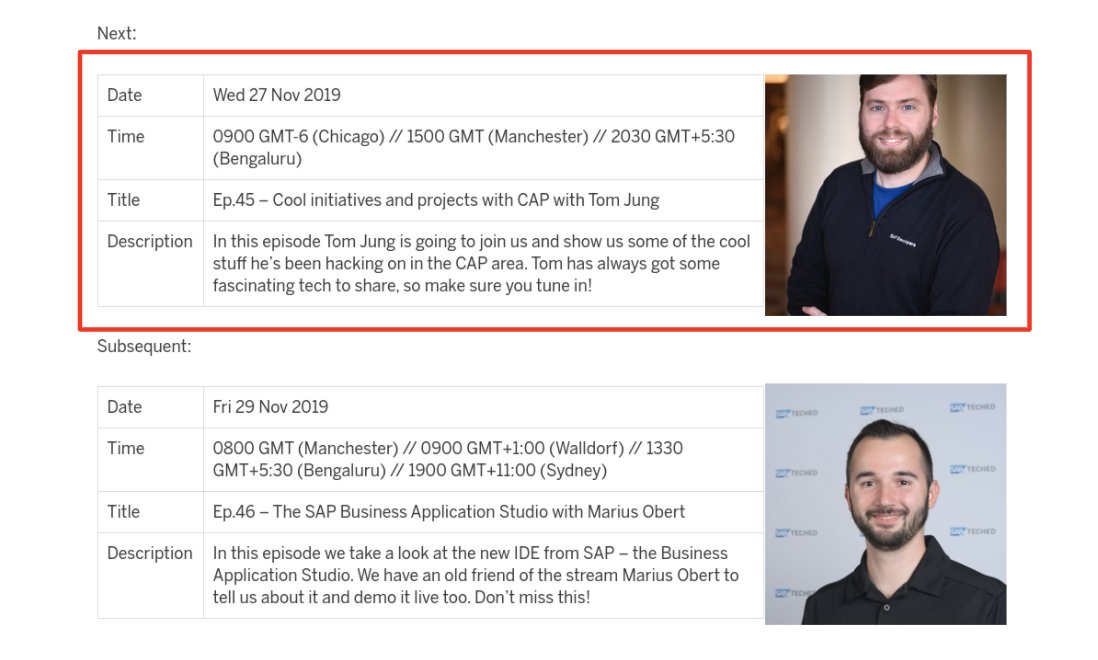 Next:
Date
Wed 27 Nov 2019
Time
0900 GMT-6 (Chicago) // 1500 GMT (Manchester) // 2030 GMT+5:30
(Bengaluru)
Title
Ep.45 – Cool initiatives and projects with CAP with Tom Jung
Description
In this episode Tom Jung is going to join us and show us some of the cool
stuff he's been hacking on in the CAP area. Tom has always got some
fascinating tech to share, so make sure you tune in!
Subsequent:
Date
Fri 29 Nov 2019
Time
0800 GMT (Manchester) // 0900 GMT+1:00 (Walldorf) // 1330
GMT+5:30 (Bengaluru) // 1900 GMT+11:00 (Sydney)
Title
Ep.46 – The SAP Business Application Studio with Marius Obert
Description
In this episode we take a look at the new IDE from SAP – the Business
Application Studio. We have an old friend of the stream Marius Obert to
tell us about it and demo it live too. Don't miss this!
SAP TECHED
SAP TECHED
SAP TECHED
SAP TECHED
SAP TECHED
SAP TECHED
SAP TECHED
SAP TECHED